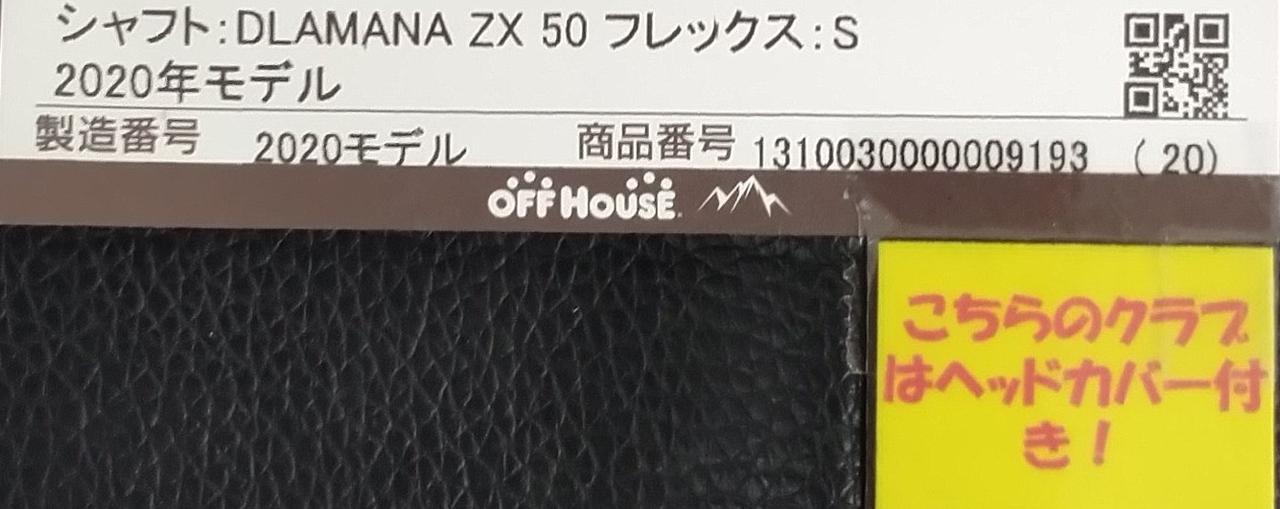 シャフト:DLAMANA ZX 50 フレックス:S
2020年モデル
製造番号 2020モデル 商品番号 1310030000009193 (20)
OFF HOUSE
こちらのクラブ
はヘッドカバー付
き!